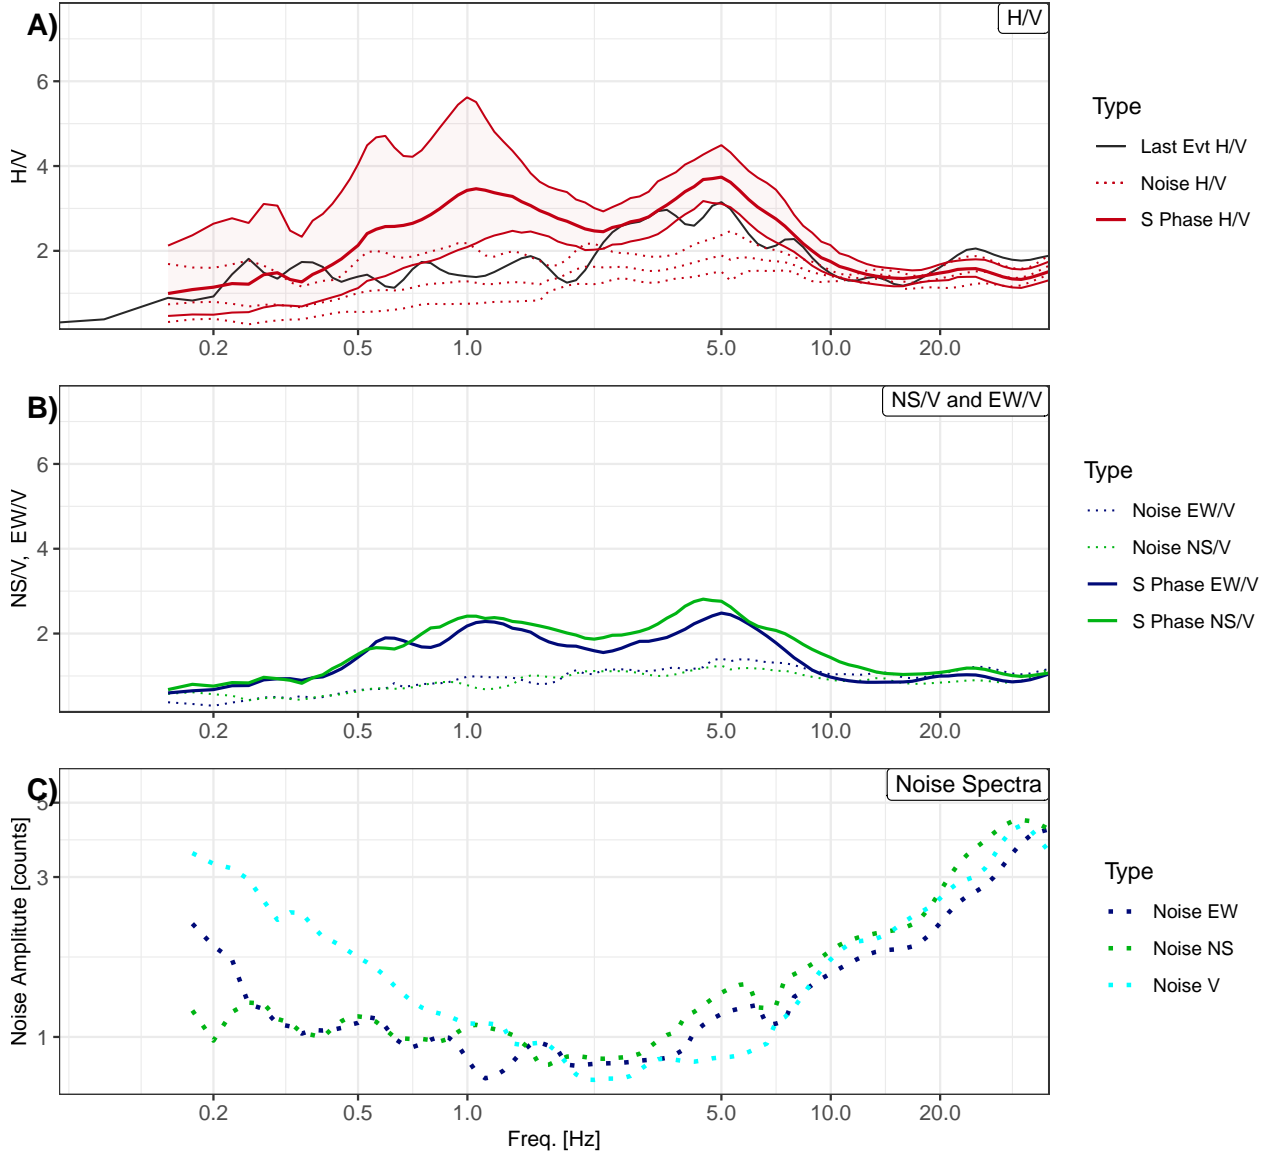 A)
H/V
6
4
2
H/V
0.2 0.5 1.0 5.0 10.0 20.0
Type
Last Evt H/V
Noise H/V
S Phase H/V
B)
NS/V and EW/V
6
4
2
NS/V, EW/V
0.2 0.5 1.0 5.0 10.0 20.0
Type
Noise EW/V
Noise NS/V
S Phase EW/V
S Phase NS/V
C)
Noise Spectra
5
3
1
Noise Amplitude [counts]
0.2 0.5 1.0 5.0 10.0 20.0
Freq. [Hz]
Type
Noise EW
Noise NS
Noise V